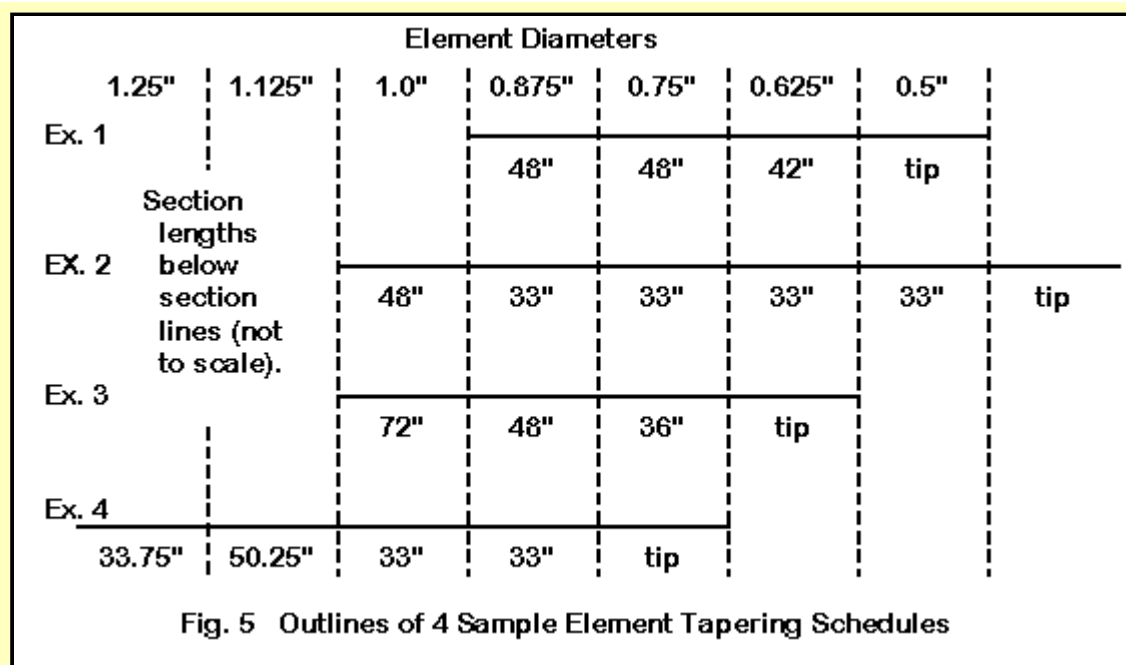 Element Diameters
1.25" 1.125" 1.0" 0.875" 0.75" 0.625" 0.5"
Ex. 1
48" 48" 42" tip
Section
lengths
below
section
lines (not
to scale).
EX. 2
48" 33" 33" 33" 33" tip
Ex. 3
72" 48" 36" tip
Ex. 4
33.75" 50.25" 33" 33" tip
Fig. 5 Outlines of 4 Sample Element Tapering Schedules